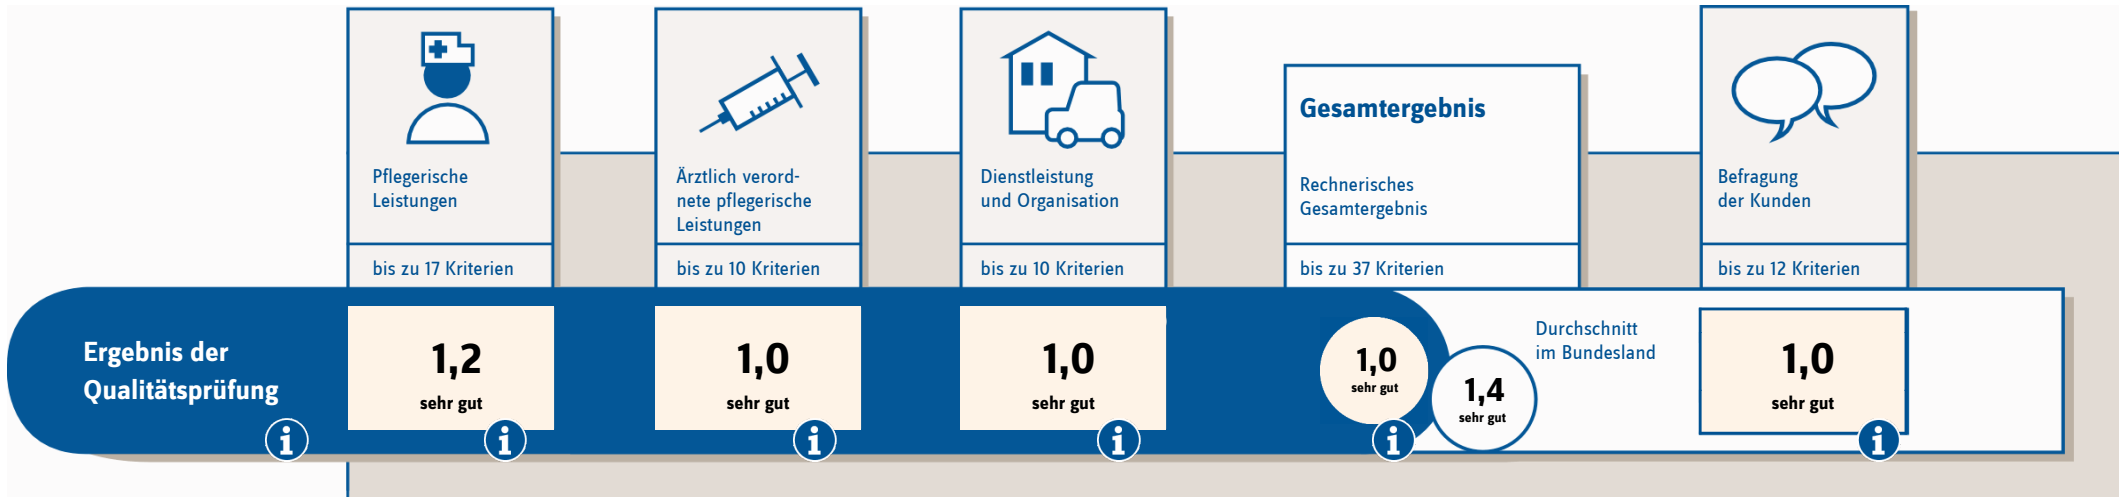 Pflegerische
Leistungen
bis zu 17 Kriterien
Ärztlich verord-
nete pflegerische
Leistungen
bis zu 10 Kriterien
Dienstleistung
und Organisation
bis zu 10 Kriterien
Gesamtergebnis
Rechnerisches
Gesamtergebnis
bis zu 37 Kriterien
Befragung
der Kunden
bis zu 12 Kriterien
Ergebnis der
Qualitätsprüfung
i
1,2
sehr gut
i
1,0
sehr gut
i
1,0
sehr gut
i
1,0
sehr gut
i
1,4
sehr gut
Durchschnitt
im Bundesland
1,0
sehr gut
i